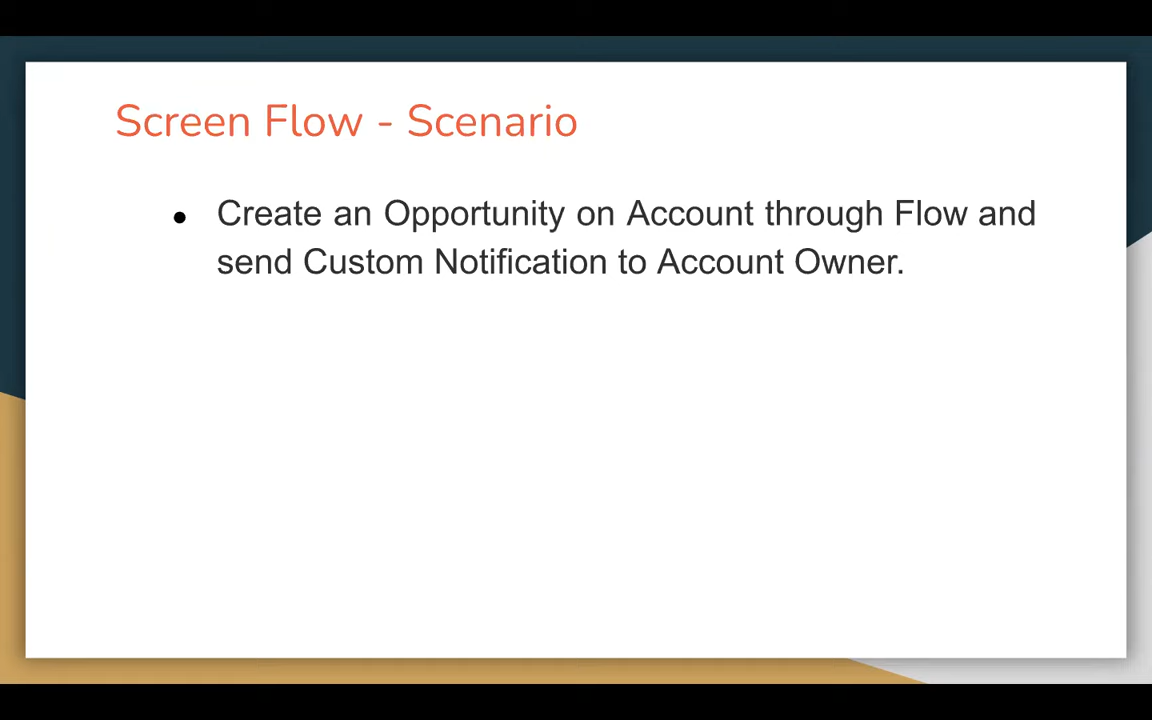 Screen Flow - Scenario
● Create an Opportunity on Account through Flow and
send Custom Notification to Account Owner.